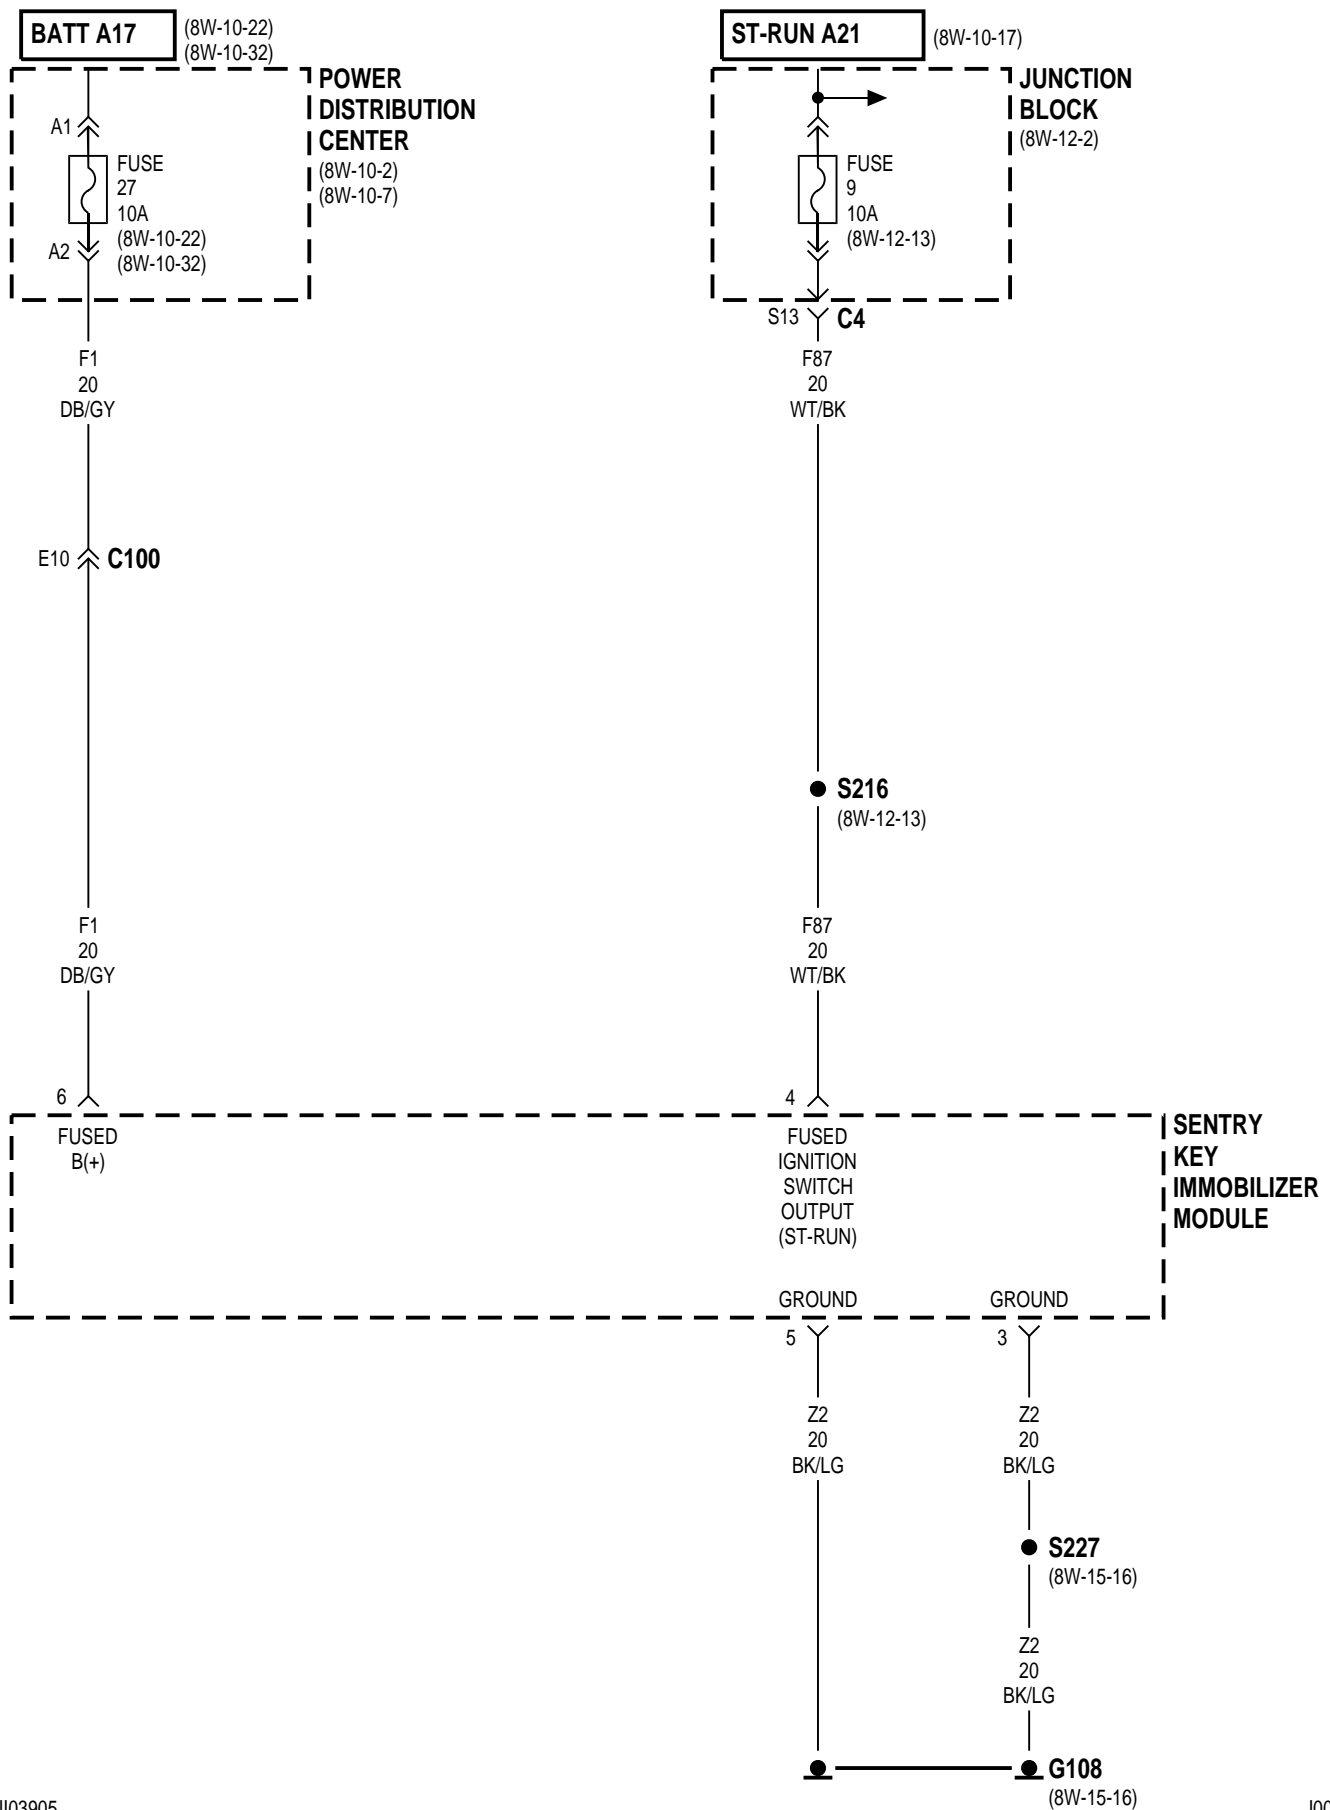 BATT A17
(8W-10-22)
(8W-10-32)
ST-RUN A21
(8W-10-17)
POWER
DISTRIBUTION
CENTER
(8W-10-2)
(8W-10-7)
A1
FUSE
27
10A
(8W-10-22)
(8W-10-32)
A2
JUNCTION
BLOCK
(8W-12-2)
FUSE
9
10A
(8W-12-13)
S13
C4
F1
20
DB/GY
F87
20
WT/BK
E10
C100
S216
(8W-12-13)
F1
20
DB/GY
F87
20
WT/BK
6
4
FUSED
B(+)
FUSED
IGNITION
SWITCH
OUTPUT
(ST-RUN)
SENTRY
KEY
IMMOBILIZER
MODULE
GROUND
GROUND
5
3
Z2
20
BK/LG
Z2
20
BK/LG
S227
(8W-15-16)
Z2
20
BK/LG
G108
(8W-15-16)